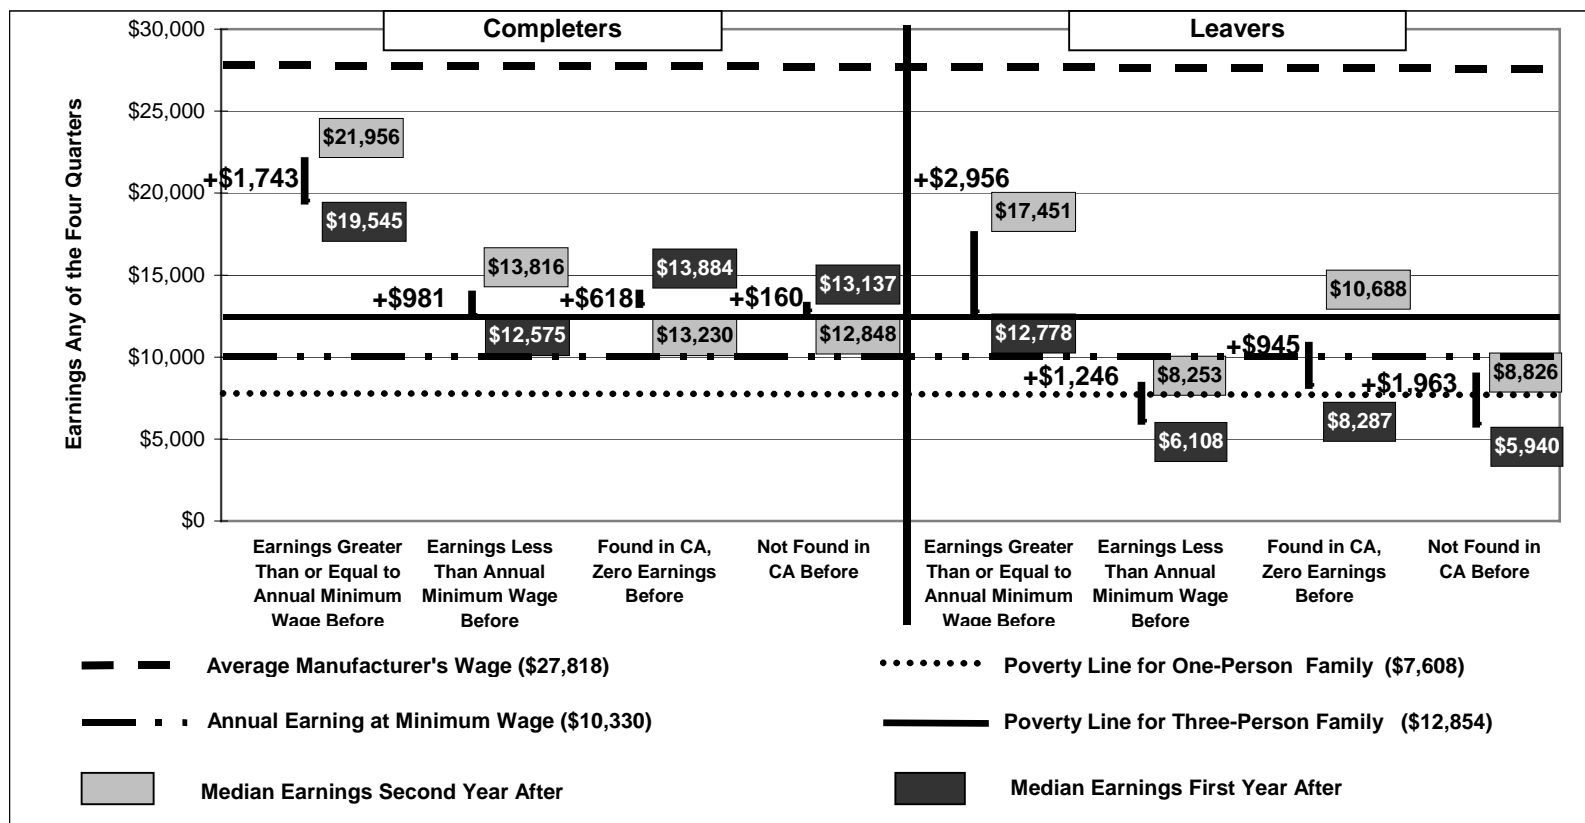 Completers
Leavers
Earnings Any of the Four Quarters
$30,000
$25,000
$20,000
$15,000
$10,000
$5,000
$0
+$1,743
$21,956
$19,545
+$981
$13,816
$12,575
+$618
$13,884
$13,230
+$160
$13,137
$12,848
+$2,956
$17,451
$12,778
+$1,246
$8,253
$6,108
+$945
$10,688
$8,287
+$1,963
$8,826
$5,940
Earnings Greater
Than or Equal to
Annual Minimum
Wage Before
Earnings Less
Than Annual
Minimum Wage
Before
Found in CA,
Zero Earnings
Before
Not Found in
CA Before
Earnings Greater
Than or Equal to
Annual Minimum
Wage Before
Earnings Less
Than Annual
Minimum Wage
Before
Found in CA,
Zero Earnings
Before
Not Found in
CA Before
Average Manufacturer's Wage ($27,818)
Poverty Line for One-Person Family ($7,608)
Annual Earning at Minimum Wage ($10,330)
Poverty Line for Three-Person Family ($12,854)
Median Earnings Second Year After
Median Earnings First Year After